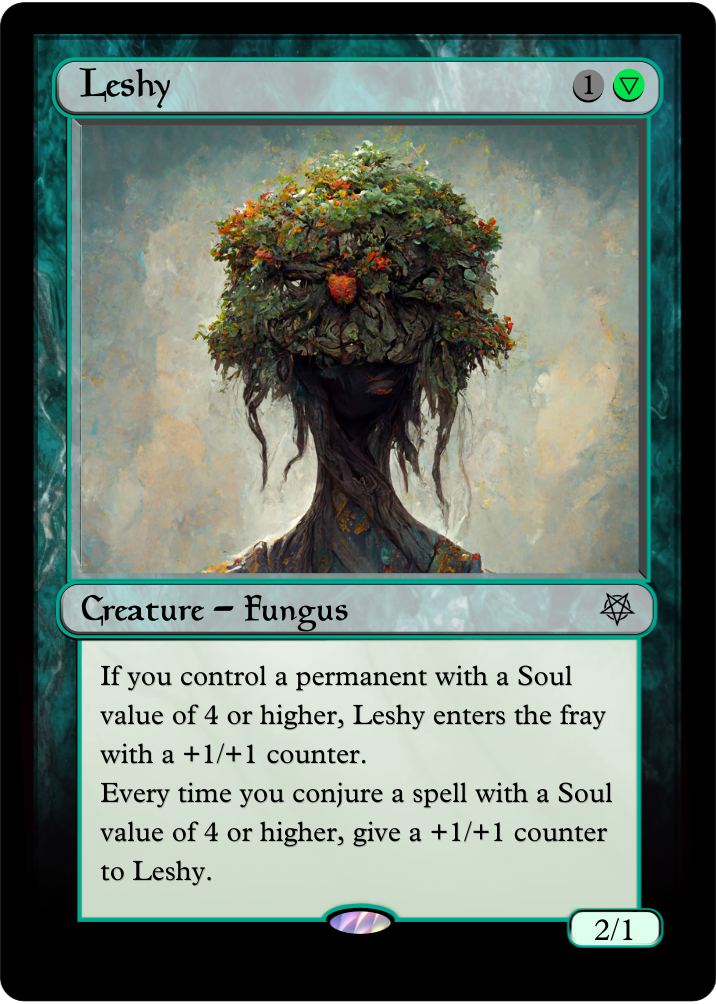 Leshy 1
Creature – Fungus
If you control a permanent with a Soul
value of 4 or higher, Leshy enters the fray
with a +1/+1 counter.
Every time you conjure a spell with a Soul
value of 4 or higher, give a +1/+1 counter
to Leshy.
2/1